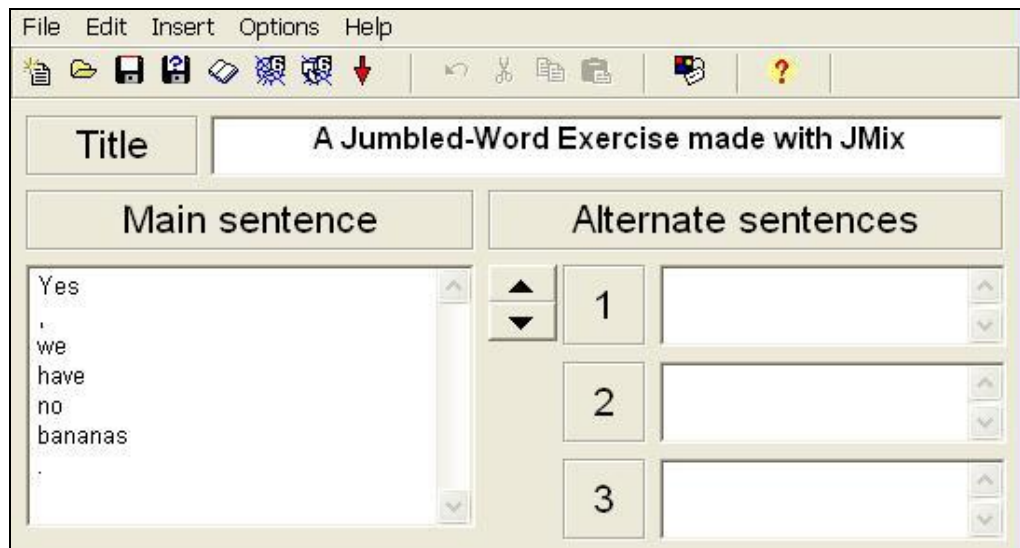 File Edit Insert Options Help
Title
A Jumbled-Word Exercise made with JMix
Main sentence
Alternate sentences
Yes
,
we
have
no
bananas
.
1
2
3